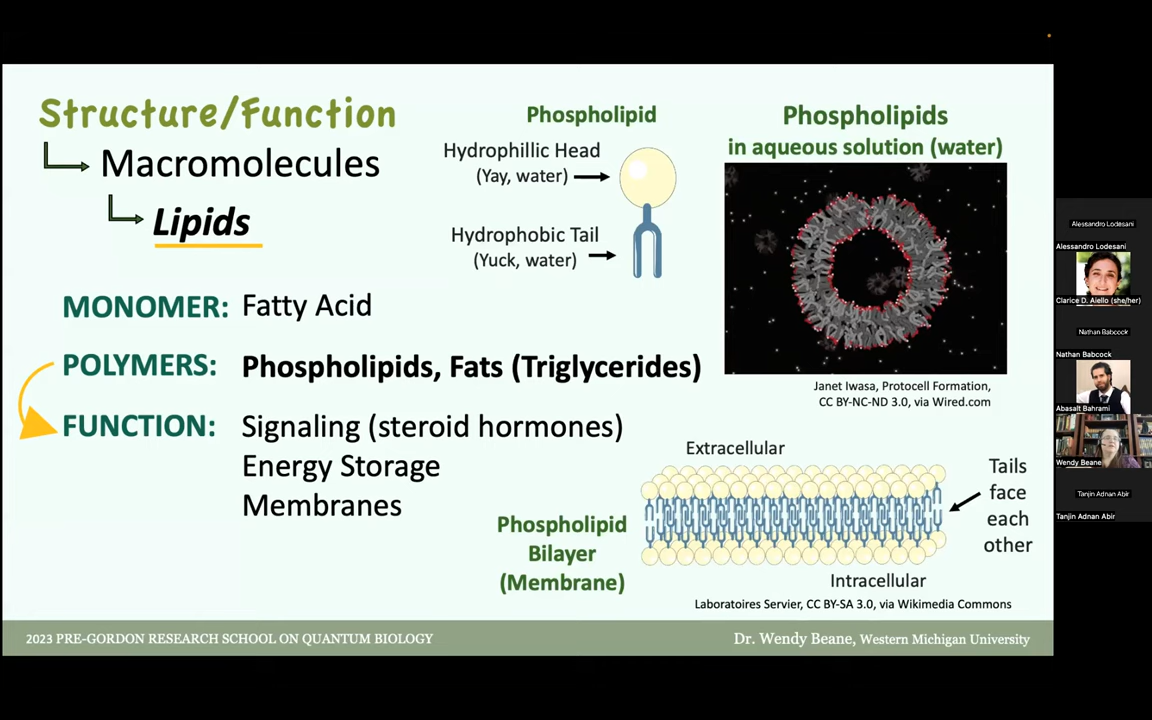 Structure/Function
Macromolecules
Lipids
MONOMER: Fatty Acid
POLYMERS: Phospholipids, Fats (Triglycerides)
FUNCTION: Signaling (steroid hormones)
Energy Storage
Membranes
Phospholipid
Hydrophillic Head
(Yay, water)
Hydrophobic Tail
(Yuck, water)
Phospholipids
in aqueous solution (water)
Janet Iwasa, Protocell Formation,
CC BY-NC-ND 3.0, via Wired.com
Extracellular
Phospholipid
Bilayer
(Membrane)
Tails
face
each
other
Intracellular
Laboratoires Servier, CC BY-SA 3.0, via Wikimedia Commons
2023 PRE-GORDON RESEARCH SCHOOL ON QUANTUM BIOLOGY
Dr. Wendy Beane, Western Michigan University
Alessandro Lodesani
Alessandro Lodesani
Clarice D. Aiello (she/her)
Nathan Babcock
Nathan Babcock
Abasalt Bahrami
Wendy Beane
Tanjin Adnan Abir
Tanjin Adnan Abir